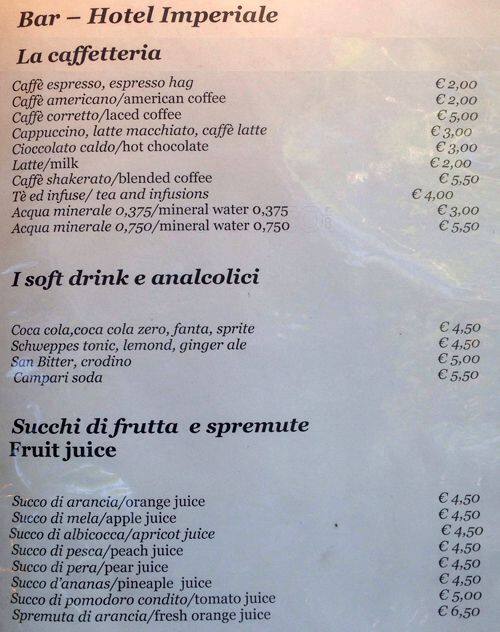 Bar – Hotel Imperiale
La caffetteria
Caffè espresso, espresso hag € 2,00
Caffè americano/american coffee € 2,00
Caffè corretto/laced coffee € 5,00
Cappuccino, latte macchiato, caffè latte € 3,00
Cioccolato caldo/hot chocolate € 3,00
Latte/milk € 2,00
Caffè shakerato/blended coffee € 5,50
Tè ed infuse/ tea and infusions € 4,00
Acqua minerale 0,375/mineral water 0,375 € 3,00
Acqua minerale 0,750/mineral water 0,750 € 5,50
I soft drink e analcolici
Coca cola,coca cola zero, fanta, sprite € 4,50
Schweppes tonic, lemond, ginger ale € 4,50
San Bitter, crodino € 5,00
Campari soda € 5,50
Succhi di frutta e spremute
Fruit juice
Succo di arancia/orange juice € 4,50
Succo di mela/apple juice € 4,50
Succo di albicocca/apricot juice € 4,50
Succo di pesca/peach juice € 4,50
Succo di pera/pear juice € 4,50
Succo d'ananas/pineaple juice € 4,50
Succo di pomodoro condito/tomato juice € 5,00
Spremuta di arancia/fresh orange juice € 6,50